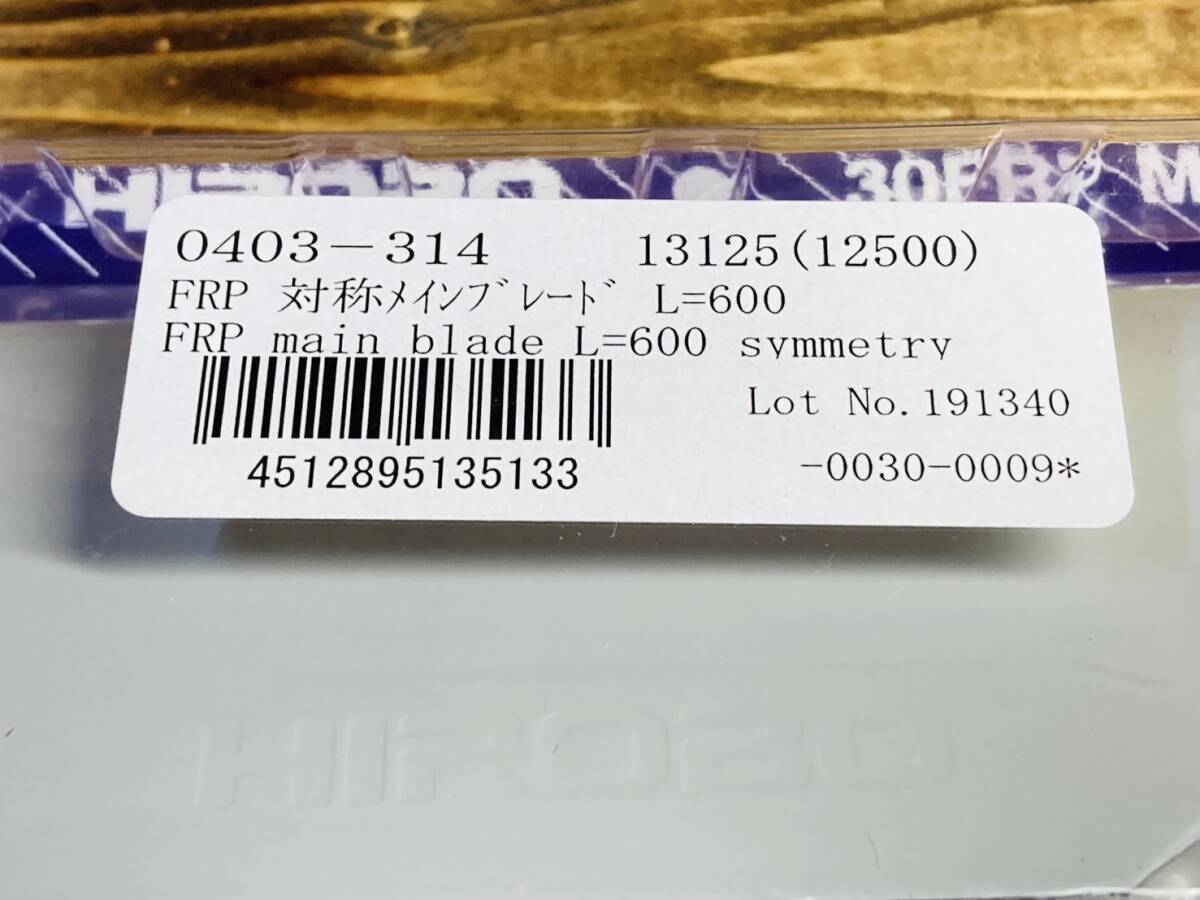 HIROBO 30FRP M
0403-314 13125(12500)
FRP 対称ﾒｲﾝﾌﾞﾚｰﾄﾞ L=600
FRP main blade L=600 symmetry
Lot No.191340
4512895135133
-0030-0009*
HIROBO